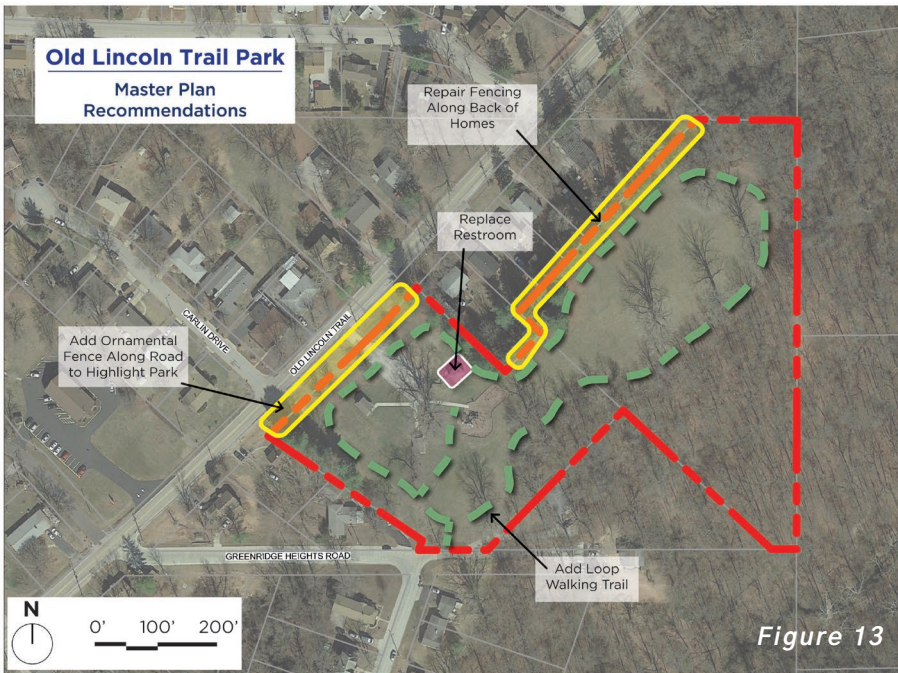 Old Lincoln Trail Park
Master Plan
Recommendations
Repair Fencing
Along Back of
Homes
Replace
Restroom
CARLIN DRIVE
OLD LINCOLN TRAIL
Add Ornamental
Fence Along Road
to Highlight Park
GREENRIDGE HEIGHTS ROAD
Add Loop
Walking Trail
N
0' 100' 200'
Figure 13